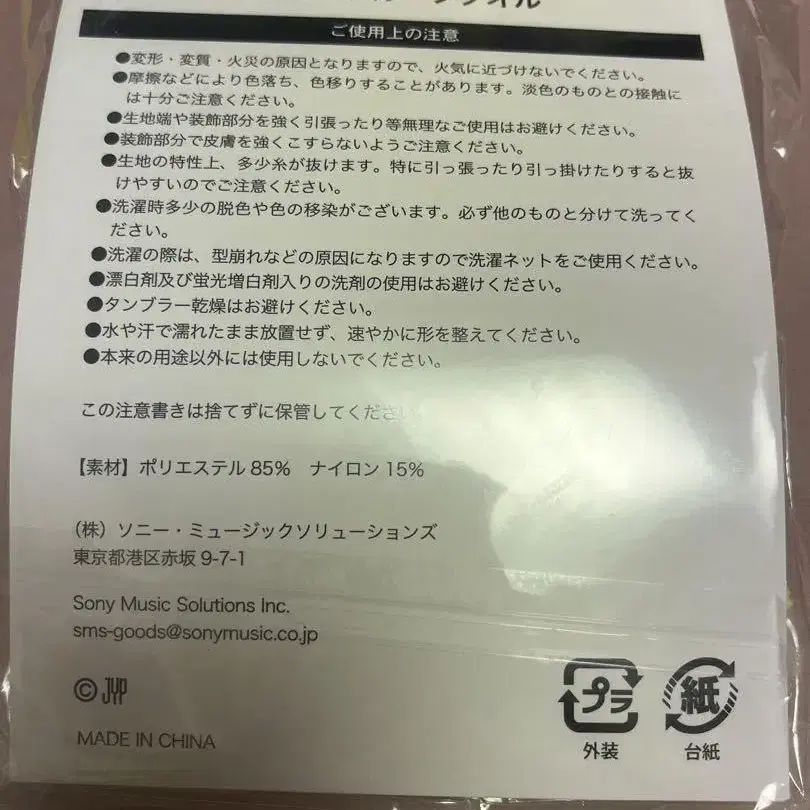 ご使用上の注意
●変形・変質・火災の原因となりますので、火気に近づけないでください。
●摩擦などにより色落ち、色移りすることがあります。淡色のものとの接触に
は十分ご注意ください。
●生地端や装飾部分を強く引張ったり等無理なご使用はお避けください。
●装飾部分で皮膚を強くこすらないようご注意ください。
●生地の特性上、多少糸が抜けます。特に引っ張ったり引っ掛けたりすると抜
けやすいのでご注意ください。
●洗濯時多少の脱色や色の移染がございます。必ず他のものと分けて洗ってく
ださい。
●洗濯の際は、型崩れなどの原因になりますので洗濯ネットをご使用ください。
●漂白剤及び蛍光増白剤入りの洗剤の使用はお避けください。
●タンブラー乾燥はお避けください。
●水や汗で濡れたまま放置せず、速やかに形を整えてください。
●本来の用途以外には使用しないでください。
この注意書きは捨てずに保管してください
【素材】ポリエステル 85%　ナイロン 15%
（株）ソニー・ミュージックソリューションズ
東京都港区赤坂 9-7-1
Sony Music Solutions Inc.
sms-goods@sonymusic.co.jp
© JYP
MADE IN CHINA
プラ 紙
外装 台紙